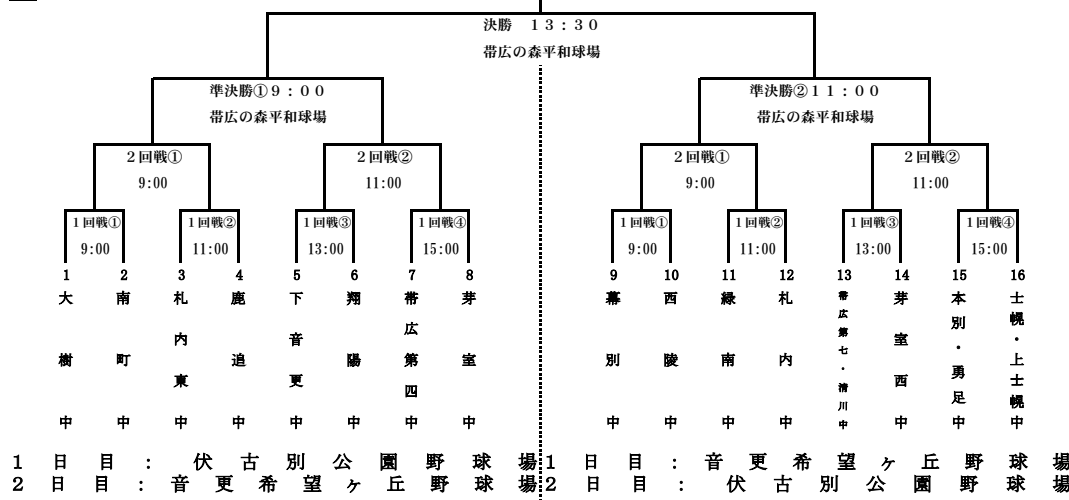 決勝　１３：３０
帯広の森平和球場
準決勝①９：００
帯広の森平和球場
準決勝②１１：００
帯広の森平和球場
２回戦①
9:00
２回戦②
11:00
２回戦①
9:00
２回戦②
11:00
１回戦①
9:00
１回戦②
11:00
１回戦③
13:00
１回戦④
15:00
１回戦①
9:00
１回戦②
11:00
１回戦③
13:00
１回戦④
15:00
1
大樹中
2
南町中
3
札内東中
4
鹿追中
5
下音更中
6
翔陽中
7
帯広第四中
8
芽室中
9
幕別中
10
西陵中
11
緑南中
12
札内中
13
帯広第七・清川中
14
芽室西中
15
本別・勇足中
16
士幌・上士幌中
1日目：伏古別公園野球場
2日目：音更希望ヶ丘野球場
1日目：音更希望ヶ丘野球場
2日目：伏古別公園野球場